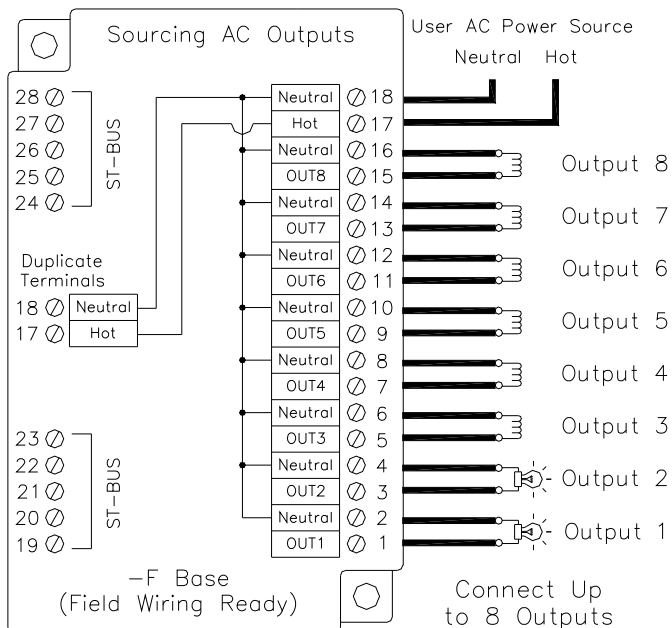 Sourcing AC Outputs
User AC Power Source
Neutral Hot
28
27
26
25
24
ST-BUS
Duplicate
Terminals
18 Neutral
17 Hot
23
22
21
20
19
ST-BUS
Neutral 18
Hot 17
Neutral 16
OUT8 15
Output 8
Neutral 14
OUT7 13
Output 7
Neutral 12
OUT6 11
Output 6
Neutral 10
OUT5 9
Output 5
Neutral 8
OUT4 7
Output 4
Neutral 6
OUT3 5
Output 3
Neutral 4
OUT2 3
Output 2
Neutral 2
OUT1 1
Output 1
-F Base
(Field Wiring Ready)
Connect Up
to 8 Outputs